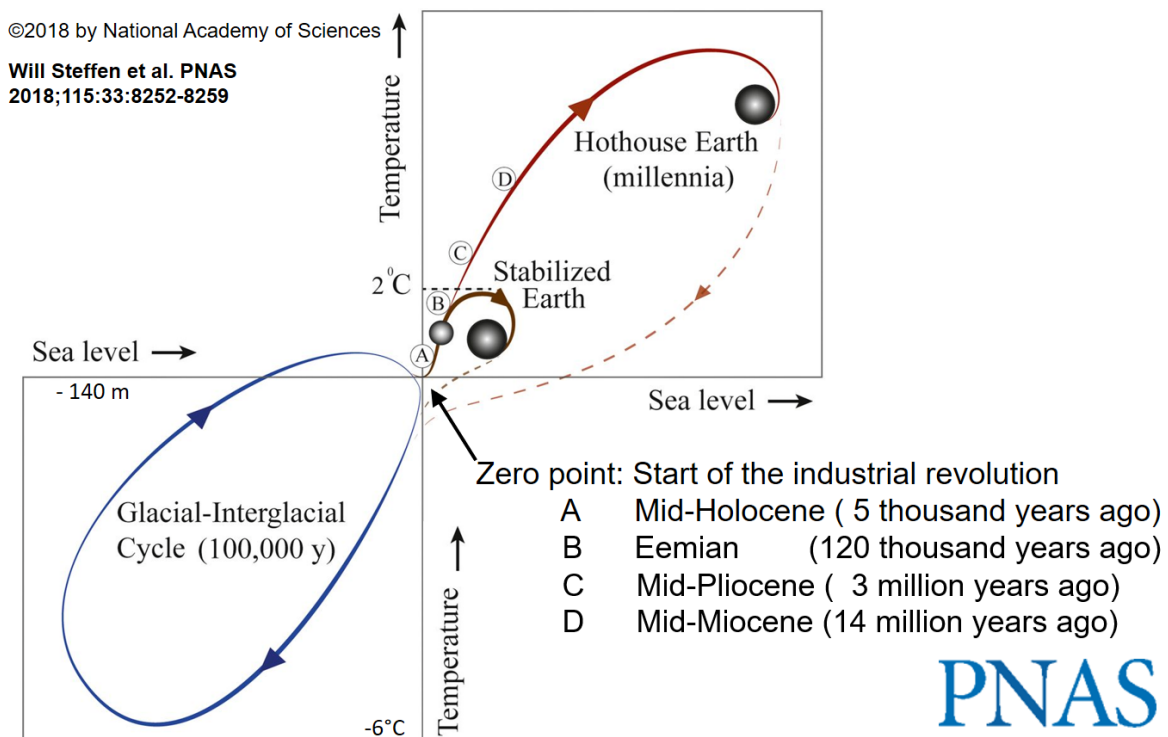 ©2018 by National Academy of Sciences
Will Steffen et al. PNAS
2018;115:33:8252-8259
Temperature
Hothouse Earth
(millennia)
D
C
2°C
Stabilized
Earth
B
A
Sea level
- 140 m
Sea level
Zero point: Start of the industrial revolution
A Mid-Holocene ( 5 thousand years ago)
B Eemian (120 thousand years ago)
C Mid-Pliocene ( 3 million years ago)
D Mid-Miocene (14 million years ago)
Glacial-Interglacial
Cycle (100,000 y)
Temperature
-6°C
PNAS